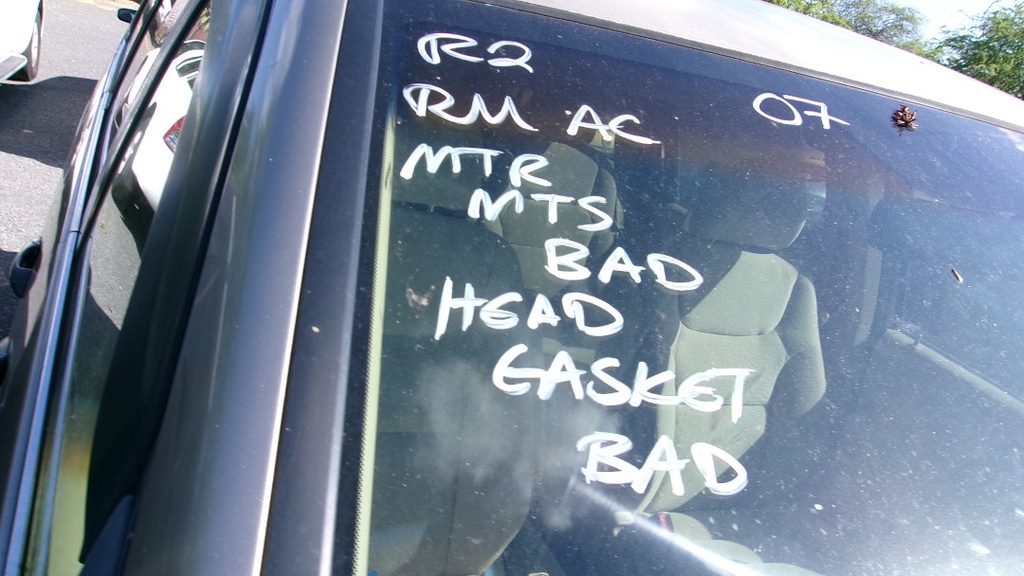 R2
RM AC 07
MTR
MTS
BAD
HEAD
GASKET
BAD